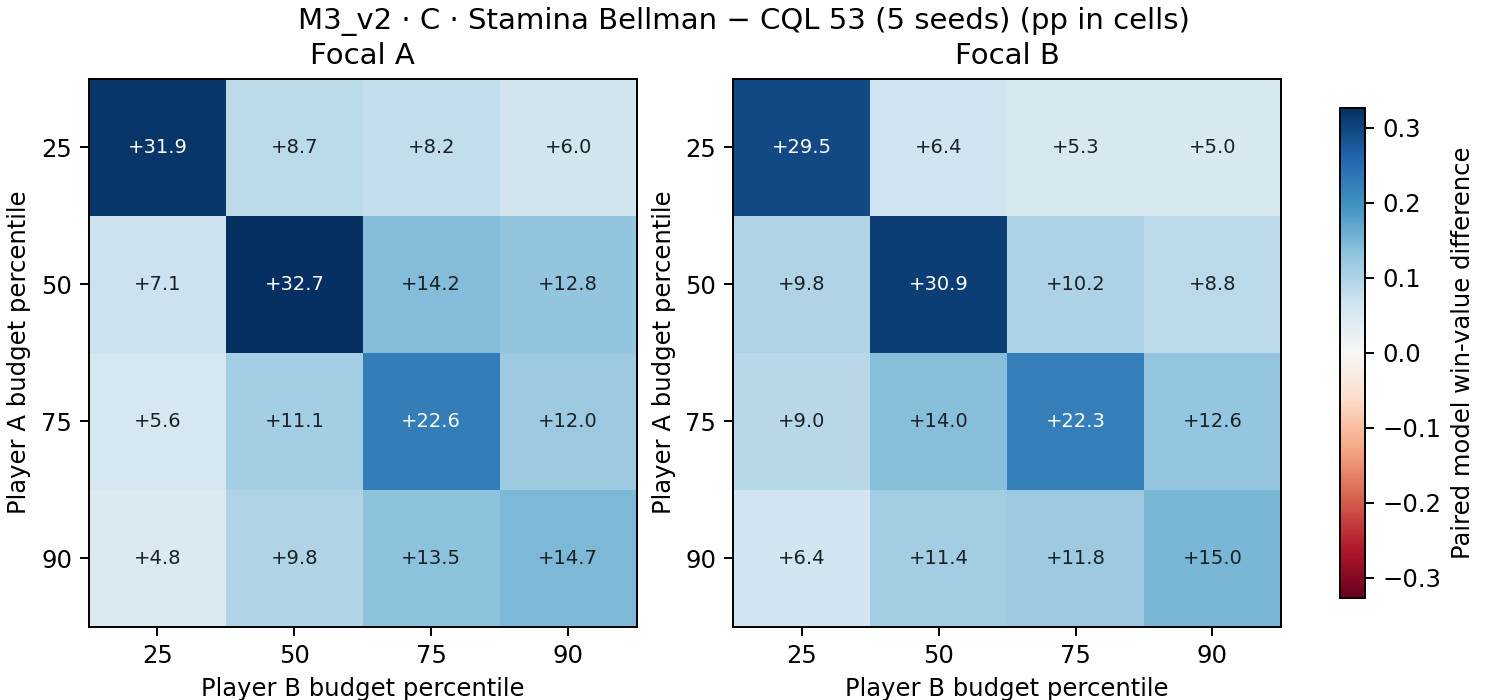 M3_v2 · C · Stamina Bellman − CQL 53 (5 seeds) (pp in cells)
Focal A
Player A budget percentile
25 +31.9 +8.7 +8.2 +6.0
50 +7.1 +32.7 +14.2 +12.8
75 +5.6 +11.1 +22.6 +12.0
90 +4.8 +9.8 +13.5 +14.7
25 50 75 90
Player B budget percentile
Focal B
Player A budget percentile
25 +29.5 +6.4 +5.3 +5.0
50 +9.8 +30.9 +10.2 +8.8
75 +9.0 +14.0 +22.3 +12.6
90 +6.4 +11.4 +11.8 +15.0
25 50 75 90
Player B budget percentile
0.3
0.2
0.1
0.0
−0.1
−0.2
−0.3
Paired model win-value difference